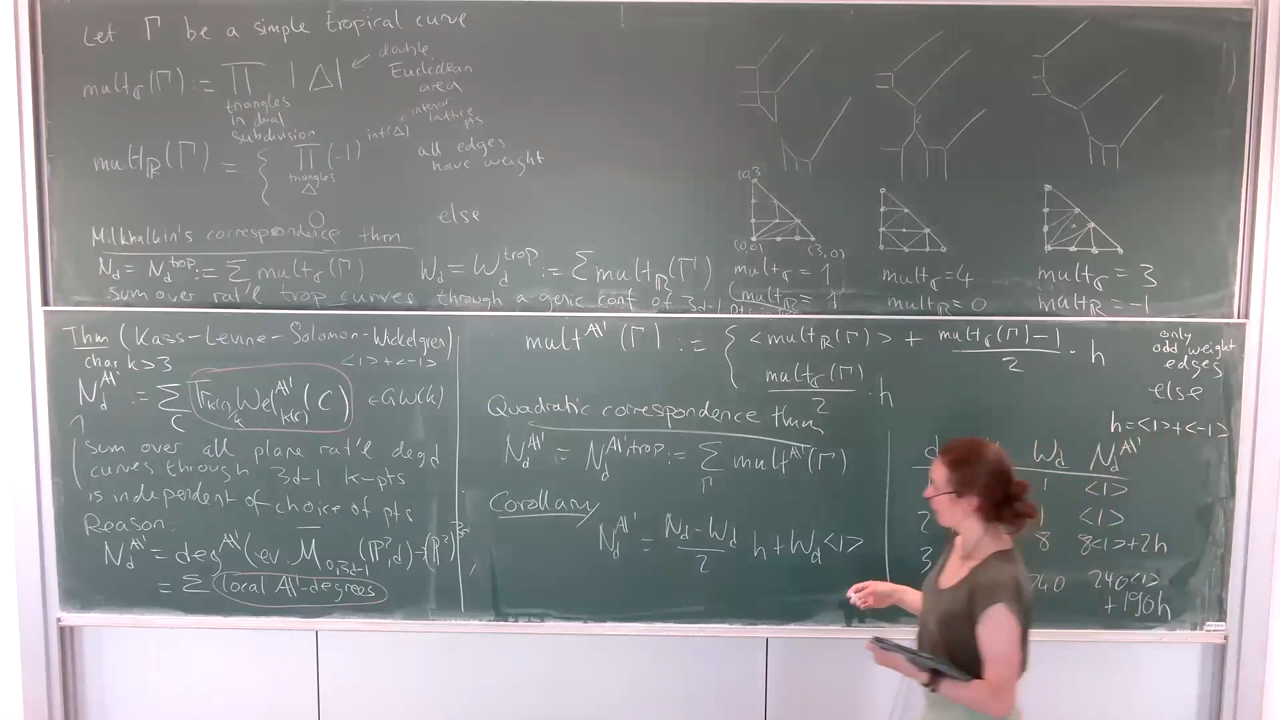 Let Γ be a simple tropical curve
mult_ℂ(Γ) := ∏ |Δ| ← double Euclidean area
triangles in dual subdivision
mult_ℝ(Γ) = { ∏ (-1)^{int(Δ)} all edges have weight
interior lattice pts
triangles Δ
0 else
Mikhalkin's correspondence thm
N_d = N_d^{trop} := Σ mult_ℂ(Γ) W_d = W_d^{trop} := Σ mult_ℝ(Γ)
sum over rat'l trop curves through a geric conf of 3d-1
(0,3
(0,0) (3,0)
mult_ℂ = 1
mult_ℝ = 1
2
mult_ℂ = 4
mult_ℝ = 0
mult_ℂ = 3
mult_ℝ = -1
Thm (Kass-Levine-Solomon-Wickelgren)
char k > 3 <1>+<-1>
N_d^{A¹} := Σ_C Tr_{k(C)/k} Wel^{A¹}_{k(C)} (C) ∈ GW(k)
sum over all plane rat'l deg d
curves through 3d-1 k-pts
is independent of choice of pts
Reason:
N_d^{A¹} = deg^{A¹}(ev: M̄_{0,3d-1}(ℙ²,d) → (ℙ²)^{3d-
= Σ local A¹-degrees
mult^{A¹}(Γ) := { <mult_ℝ(Γ)> + (mult_ℂ(Γ)-1)/2 · h only odd weight edges
mult_ℂ(Γ)/2 · h else
Quadratic correspondence thm
h = <1>+<-1>
N_d^{A¹} = N_d^{A¹ trop} := Σ_Γ mult^{A¹}(Γ)
Corollary
N_d^{A¹} = (N_d - W_d)/2 h + W_d <1>
d W_d N_d^{A¹}
1 <1>
2 1 <1>
3 8 8<1>+2h
240 240<1>
+190h